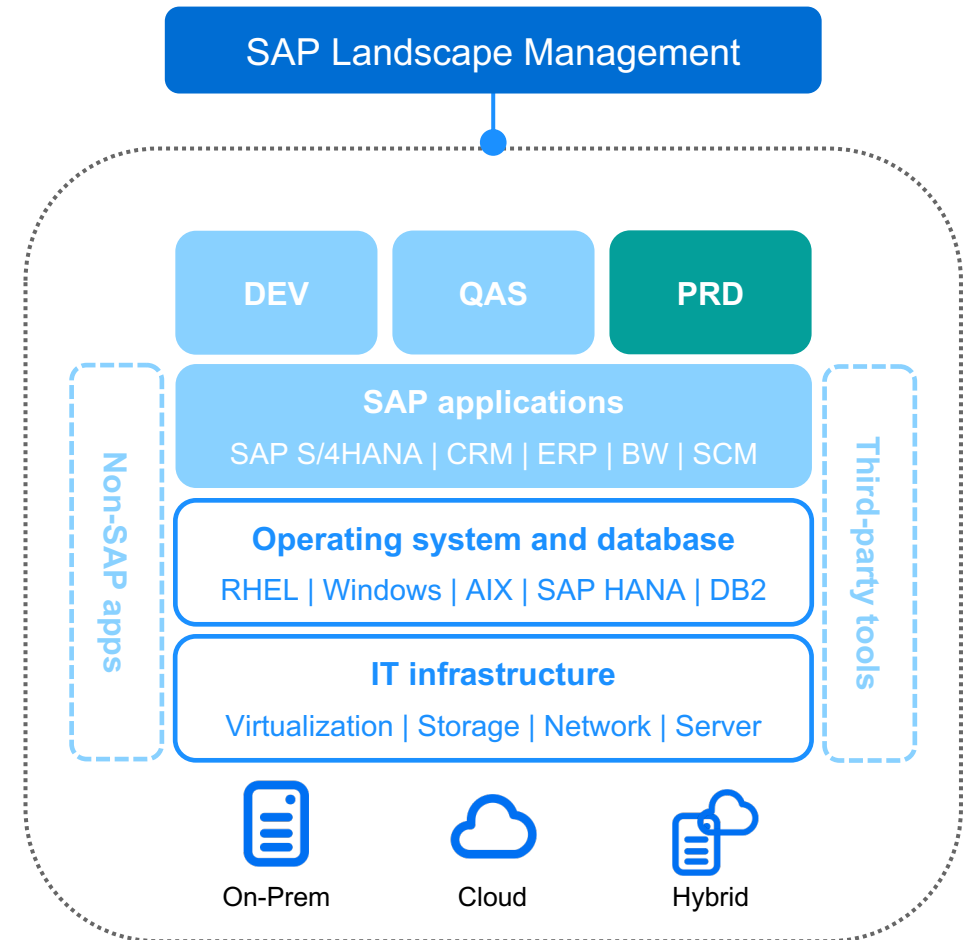 SAP Landscape Management
DEV
QAS
PRD
SAP applications
SAP S/4HANA | CRM | ERP | BW | SCM
Non-SAP apps
Third-party tools
Operating system and database
RHEL | Windows | AIX | SAP HANA | DB2
IT infrastructure
Virtualization | Storage | Network | Server
On-Prem
Cloud
Hybrid